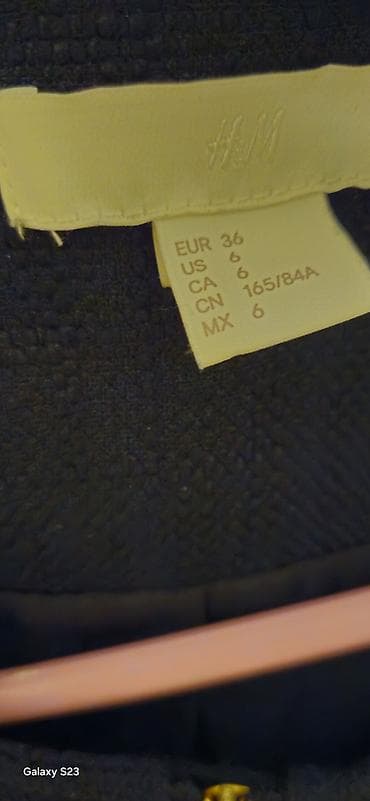 H&M
EUR 36
US 6
CA 6
CN 165/84A
MX 6
Galaxy S23